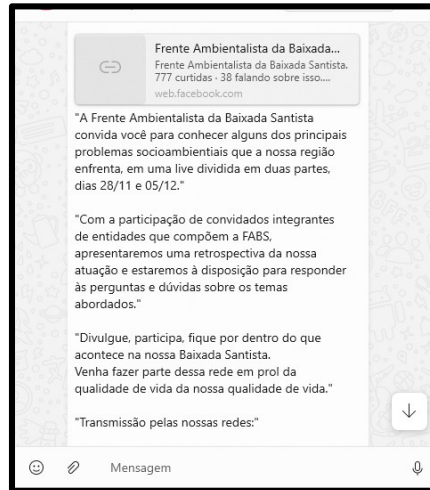 Frente Ambientalista da Baixada...
Frente Ambientalista da Baixada Santista.
777 curtidas · 38 falando sobre isso....
web.facebook.com
"A Frente Ambientalista da Baixada Santista
convida você para conhecer alguns dos principais
problemas socioambientais que a nossa região
enfrenta, em uma live dividida em duas partes,
dias 28/11 e 05/12."
"Com a participação de convidados integrantes
de entidades que compõem a FABS,
apresentaremos uma retrospectiva da nossa
atuação e estaremos à disposição para responder
às perguntas e dúvidas sobre os temas
abordados."
"Divulgue, participa, fique por dentro do que
acontece na nossa Baixada Santista.
Venha fazer parte dessa rede em prol da
qualidade de vida da nossa qualidade de vida."
"Transmissão pelas nossas redes:"
Mensagem